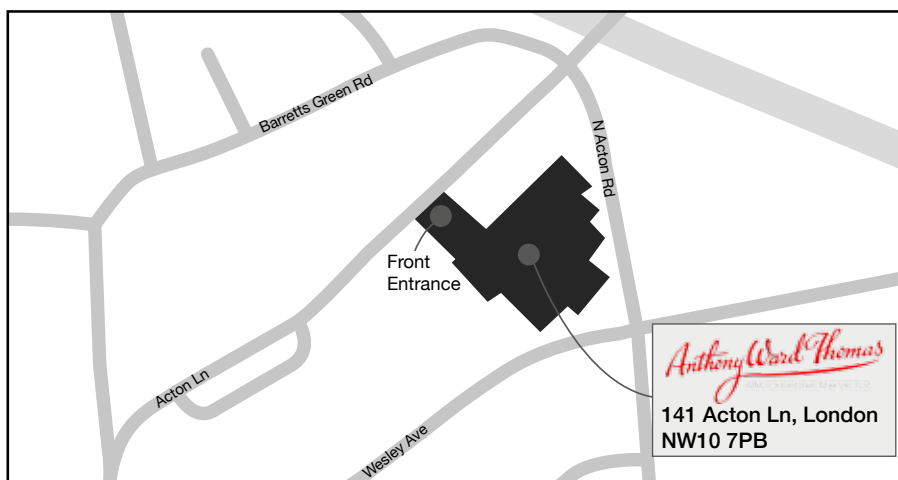 Barretts Green Rd
N Acton Rd
Front
Entrance
Acton Ln
Wesley Ave
Anthony Ward Thomas
141 Acton Ln, London
NW10 7PB